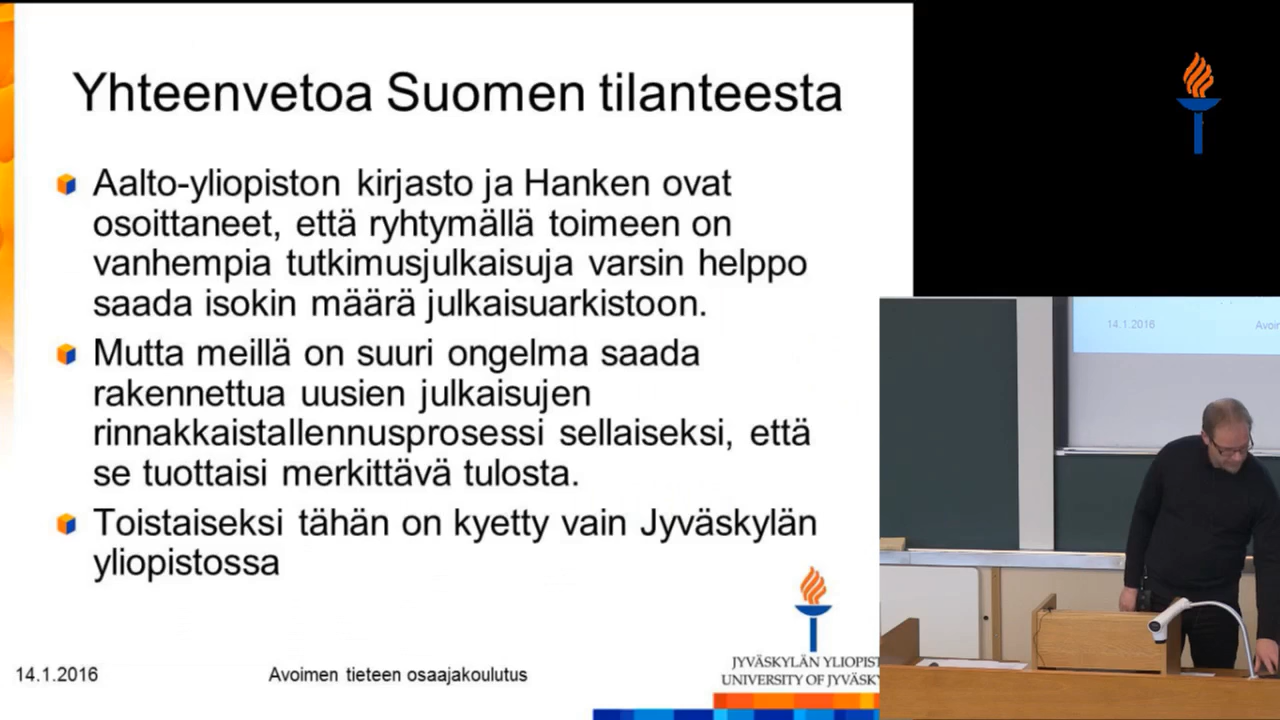 Yhteenvetoa Suomen tilanteesta
Aalto-yliopiston kirjasto ja Hanken ovat
osoittaneet, että ryhtymällä toimeen on
vanhempia tutkimusjulkaisuja varsin helppo
saada isokin määrä julkaisuarkistoon.
Mutta meillä on suuri ongelma saada
rakennettua uusien julkaisujen
rinnakkaistallennusprosessi sellaiseksi, että
se tuottaisi merkittävä tulosta.
Toistaiseksi tähän on kyetty vain Jyväskylän
yliopistossa
14.1.2016
Avoimen tieteen osaajakoulutus
JYVÄSKYLÄN YLIOPIST
UNIVERSITY OF JYVÄSKY
14.1.2016
Avoim